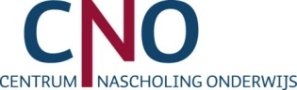 CNO
CENTRUM NASCHOLING ONDERWIJS